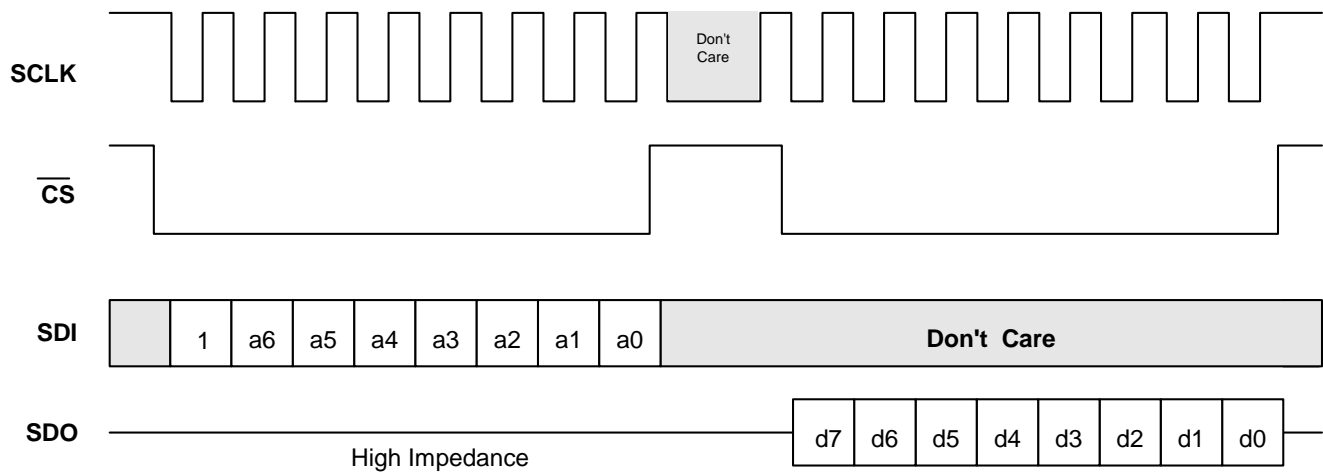 Don't
Care
SCLK
CS
SDI
1 a6 a5 a4 a3 a2 a1 a0 Don't Care
SDO
d7 d6 d5 d4 d3 d2 d1 d0
High Impedance